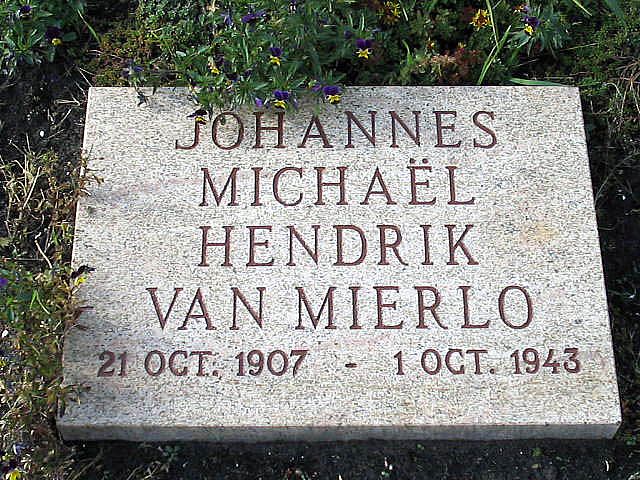 JOHANNES
MICHAËL
HENDRIK
VAN MIERLO
21 OCT. 1907 - 1 OCT. 1943